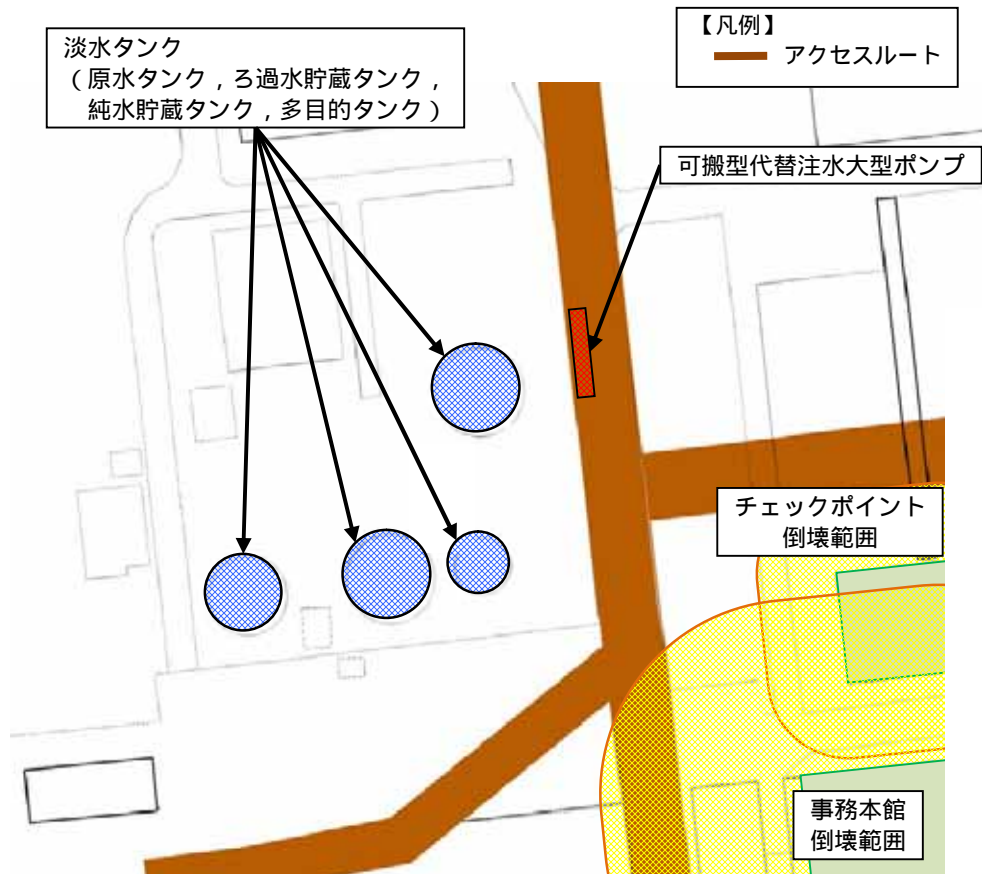 淡水タンク
(原水タンク,ろ過水貯蔵タンク,
純水貯蔵タンク,多目的タンク)
【凡例】
アクセスルート
可搬型代替注水大型ポンプ
チェックポイント
倒壊範囲
事務本館
倒壊範囲